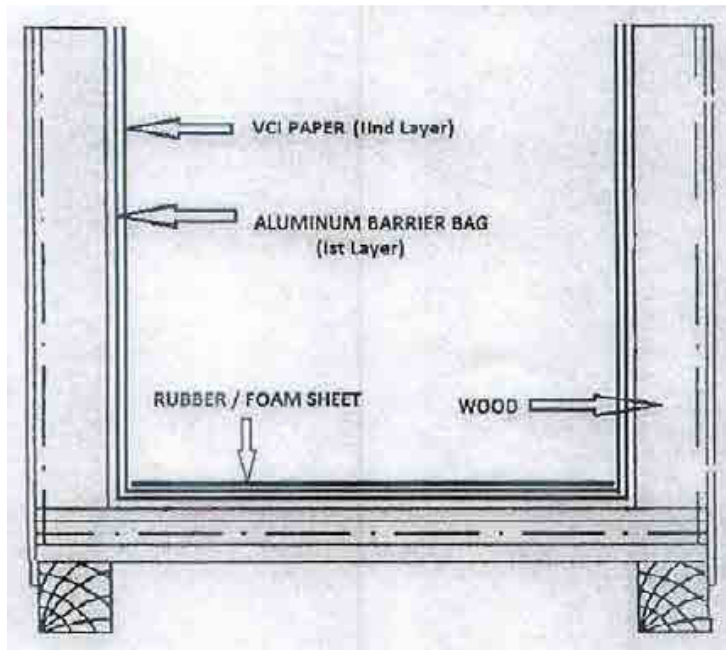 VCI PAPER (IInd Layer)
ALUMINUM BARRIER BAG
(Ist Layer)
RUBBER / FOAM SHEET
WOOD